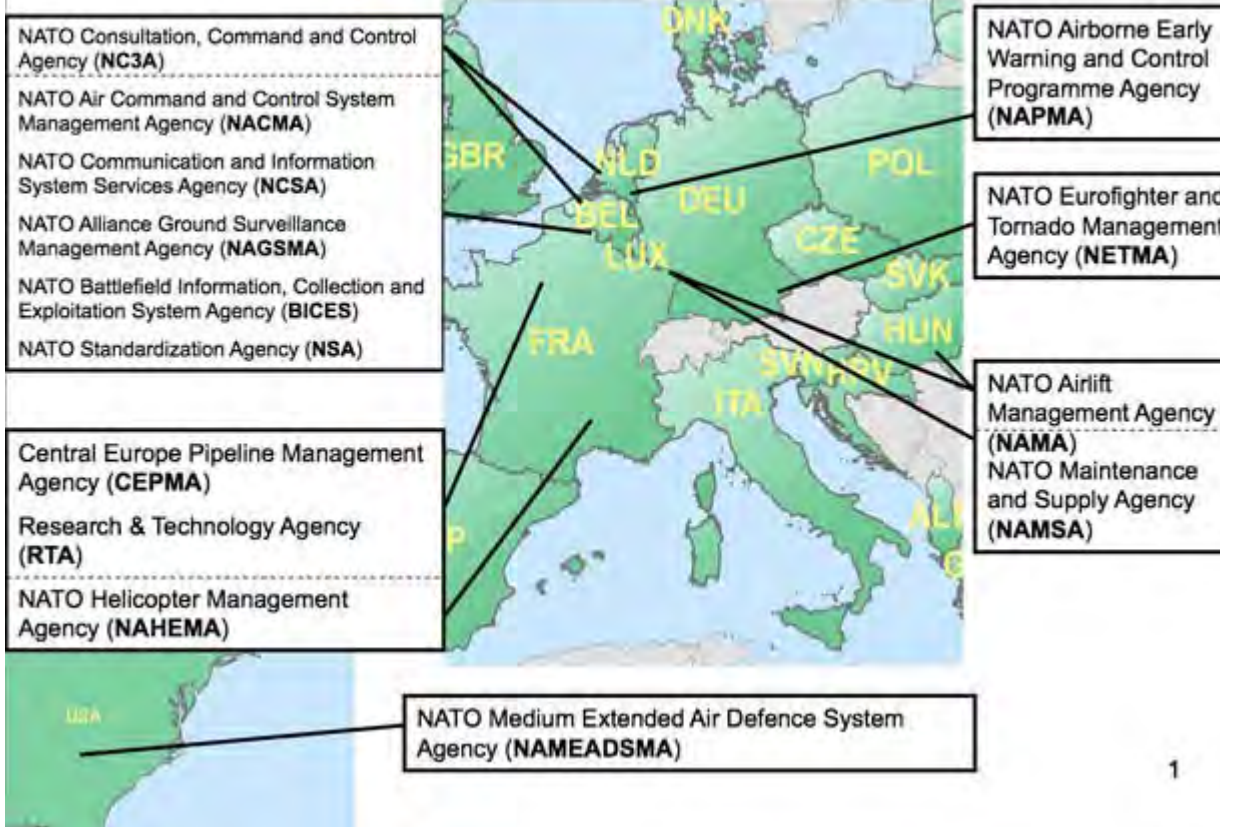 NATO Consultation, Command and Control
Agency (NC3A)
NATO Air Command and Control System
Management Agency (NACMA)
NATO Communication and Information
System Services Agency (NCSA)
NATO Alliance Ground Surveillance
Management Agency (NAGSMA)
NATO Battlefield Information, Collection and
Exploitation System Agency (BICES)
NATO Standardization Agency (NSA)
Central Europe Pipeline Management
Agency (CEPMA)
Research & Technology Agency
(RTA)
NATO Helicopter Management
Agency (NAHEMA)
DNK
GBR
NLD
BEL
LUX
DEU
POL
CZE
SVK
HUN
FRA
SVN
ITA
P
NATO Airborne Early
Warning and Control
Programme Agency
(NAPMA)
NATO Eurofighter and
Tornado Management
Agency (NETMA)
NATO Airlift
Management Agency
(NAMA)
NATO Maintenance
and Supply Agency
(NAMSA)
USA
NATO Medium Extended Air Defence System
Agency (NAMEADSMA)
1